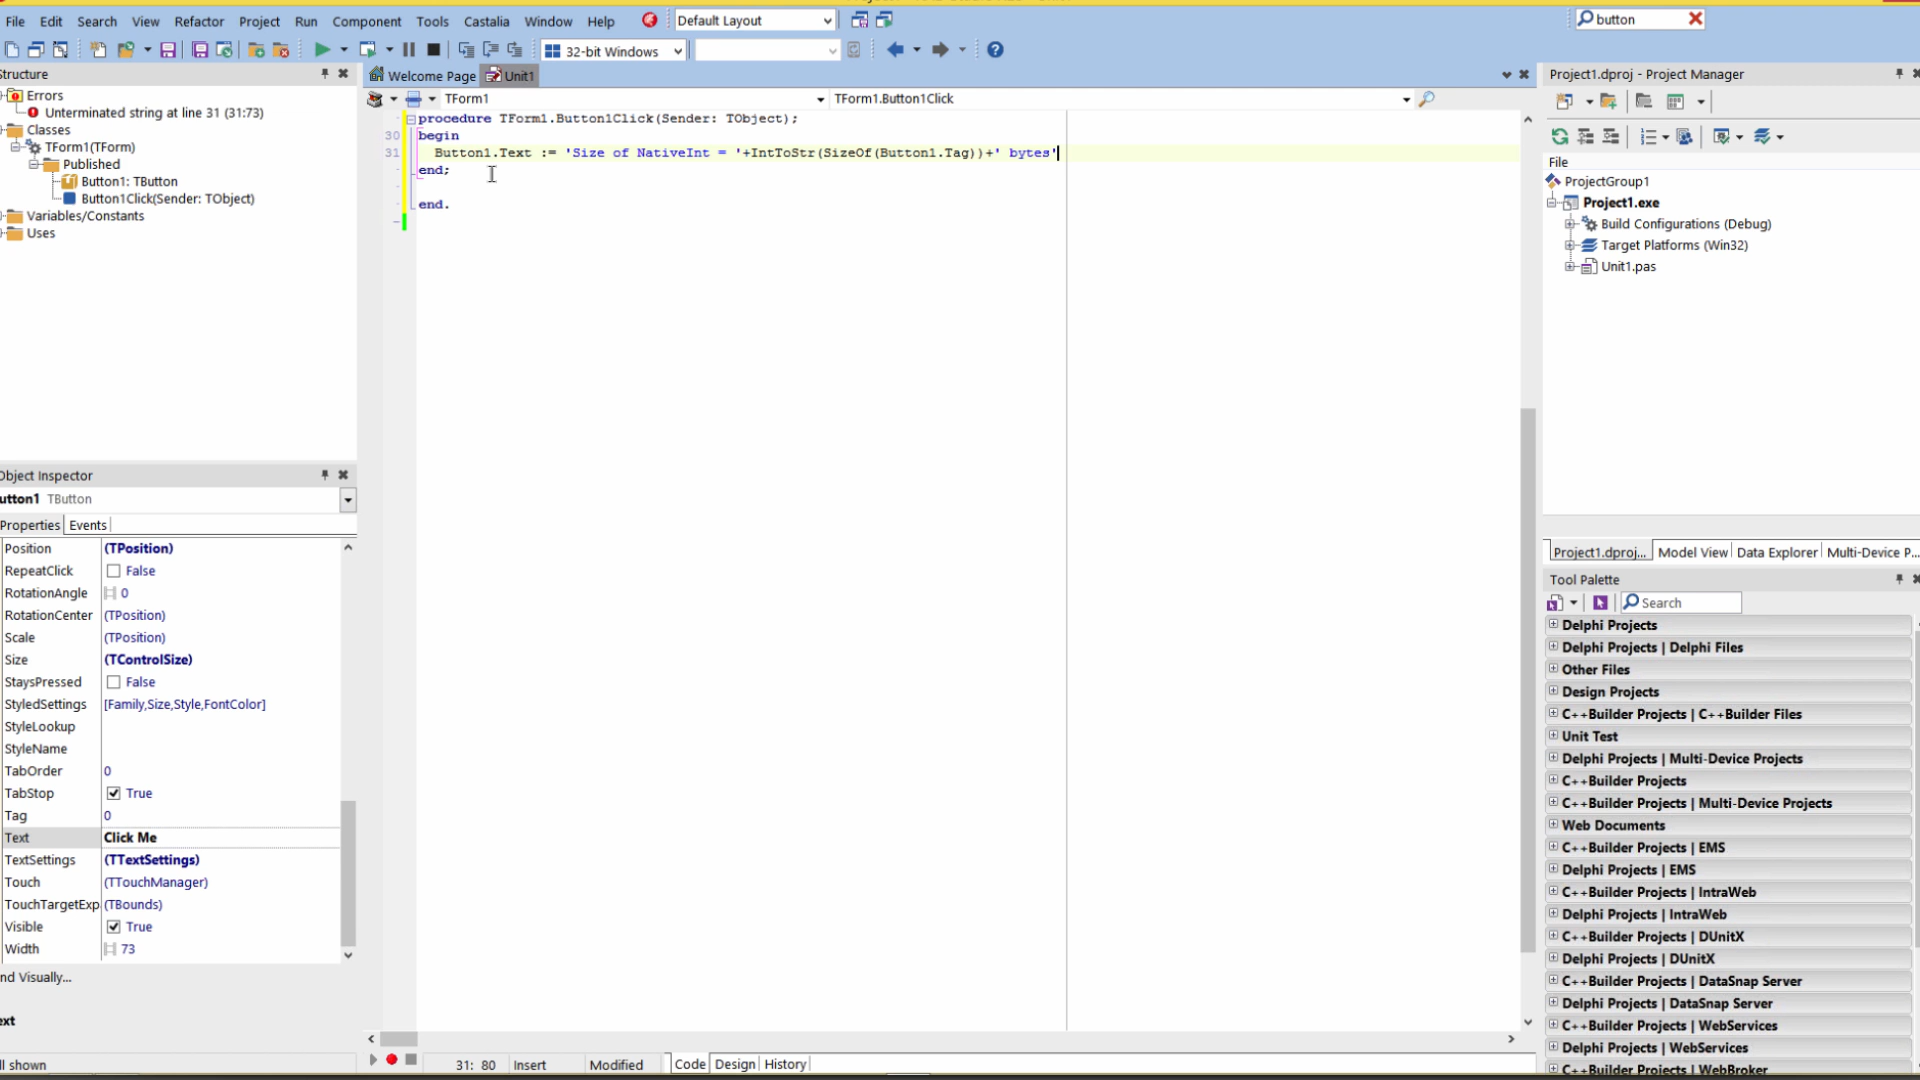 File Edit Search View Refactor Project Run Component Tools Castalia Window Help Default Layout button
32-bit Windows
Structure
Errors
Unterminated string at line 31 (31:73)
Classes
TForm1(TForm)
Published
Button1: TButton
Button1Click(Sender: TObject)
Variables/Constants
Uses
Object Inspector
utton1 TButton
Properties Events
Position (TPosition)
RepeatClick False
RotationAngle 0
RotationCenter (TPosition)
Scale (TPosition)
Size (TControlSize)
StaysPressed False
StyledSettings [Family,Size,Style,FontColor]
StyleLookup
StyleName
TabOrder 0
TabStop True
Tag 0
Text Click Me
TextSettings (TTextSettings)
Touch (TTouchManager)
TouchTargetExp (TBounds)
Visible True
Width 73
nd Visually...
ext
ll shown
Welcome Page Unit1
TForm1 TForm1.Button1Click
procedure TForm1.Button1Click(Sender: TObject);
30 begin
31 Button1.Text := 'Size of NativeInt = '+IntToStr(SizeOf(Button1.Tag))+' bytes'
end;
end.
31: 80 Insert Modified Code Design History
Project1.dproj - Project Manager
File
ProjectGroup1
Project1.exe
Build Configurations (Debug)
Target Platforms (Win32)
Unit1.pas
Project1.dproj... Model View Data Explorer Multi-Device P...
Tool Palette
Search
Delphi Projects
Delphi Projects | Delphi Files
Other Files
Design Projects
C++Builder Projects | C++Builder Files
Unit Test
Delphi Projects | Multi-Device Projects
C++Builder Projects
C++Builder Projects | Multi-Device Projects
Web Documents
C++Builder Projects | EMS
Delphi Projects | EMS
C++Builder Projects | IntraWeb
Delphi Projects | IntraWeb
C++Builder Projects | DUnitX
Delphi Projects | DUnitX
C++Builder Projects | DataSnap Server
Delphi Projects | DataSnap Server
C++Builder Projects | WebServices
Delphi Projects | WebServices
C++Builder Projects | WebBroker